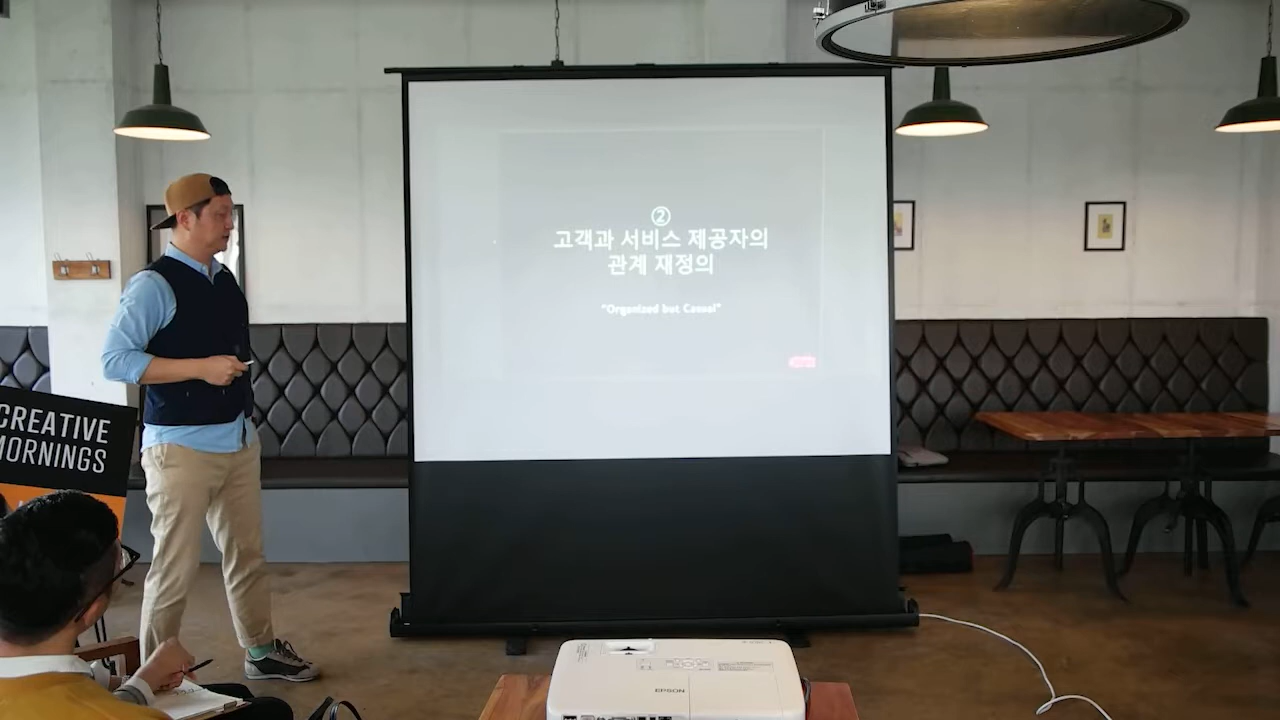 ②
고객과 서비스 제공자의
관계 재정의
"Organized but Casual"
CREATIVE
MORNINGS
EPSON